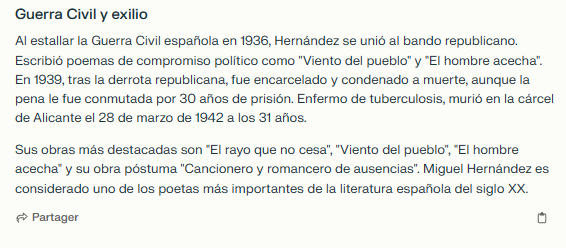 Guerra Civil y exilio
Al estallar la Guerra Civil española en 1936, Hernández se unió al bando republicano.
Escribió poemas de compromiso político como "Viento del pueblo" y "El hombre acecha".
En 1939, tras la derrota republicana, fue encarcelado y condenado a muerte, aunque la
pena le fue conmutada por 30 años de prisión. Enfermo de tuberculosis, murió en la cárcel
de Alicante el 28 de marzo de 1942 a los 31 años.
Sus obras más destacadas son "El rayo que no cesa", "Viento del pueblo", "El hombre
acecha" y su obra póstuma "Cancionero y romancero de ausencias". Miguel Hernández es
considerado uno de los poetas más importantes de la literatura española del siglo XX.
Partager